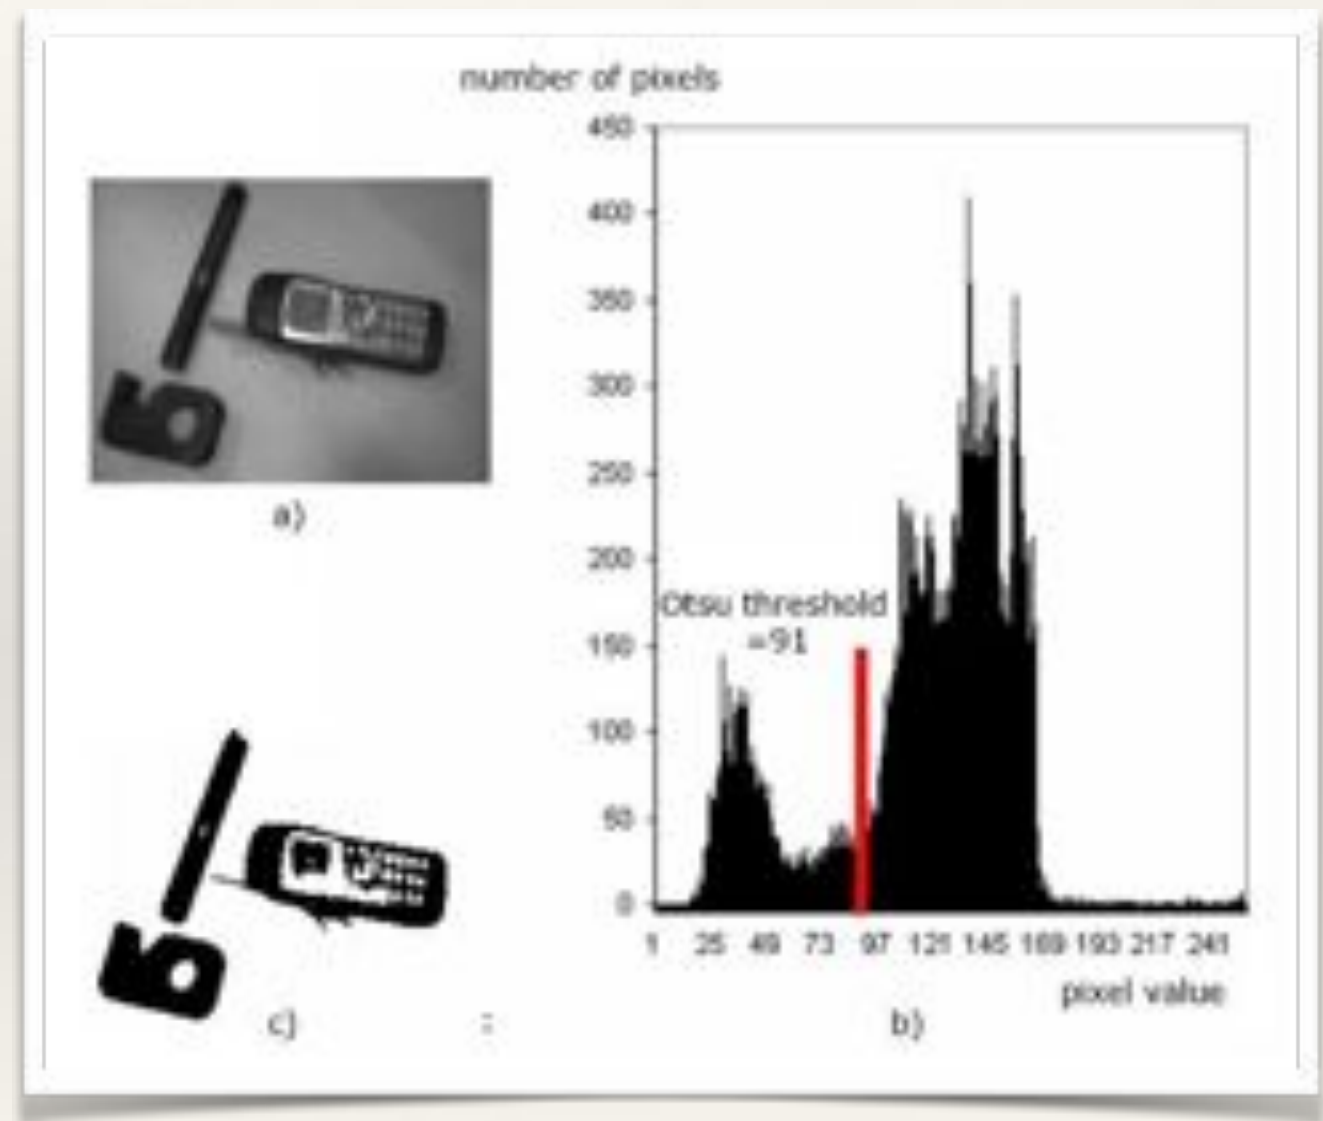 number of pixels
450
400
350
300
250
200
150
100
50
0
Otsu threshold
=91
1 25 49 73 97 121 145 169 193 217 241
pixel value
a)
b)
c) :